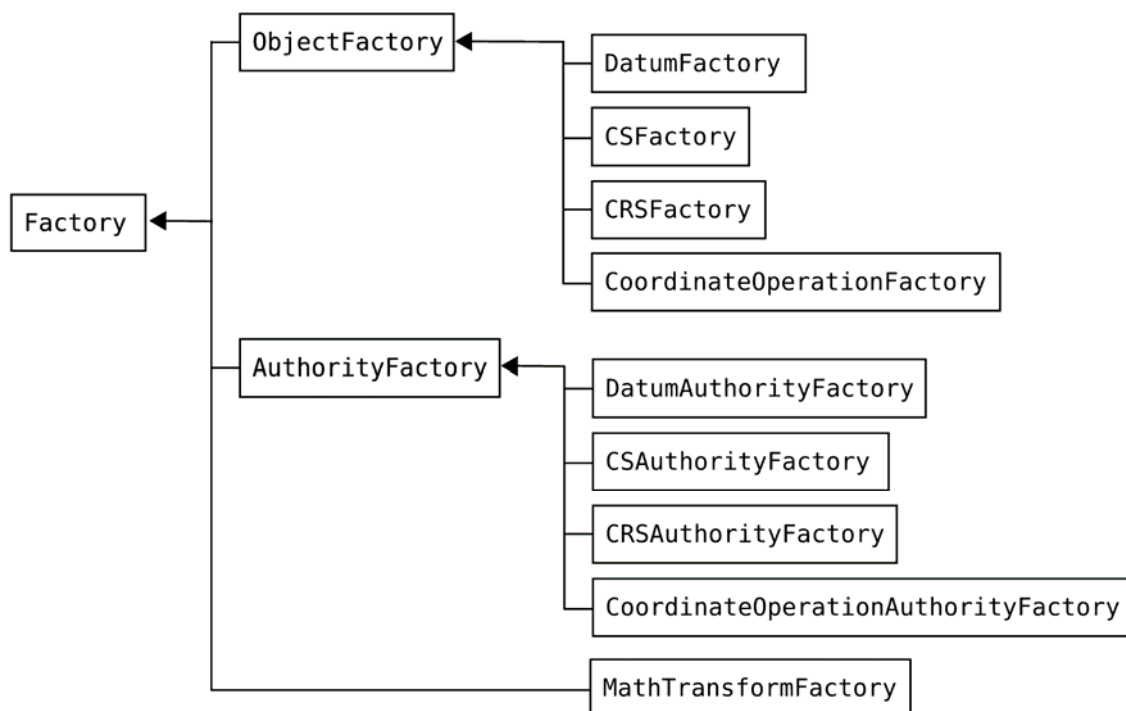 ObjectFactory
DatumFactory
CSFactory
CRSFactory
Factory
CoordinateOperationFactory
AuthorityFactory
DatumAuthorityFactory
CSAuthorityFactory
CRSAuthorityFactory
CoordinateOperationAuthorityFactory
MathTransformFactory